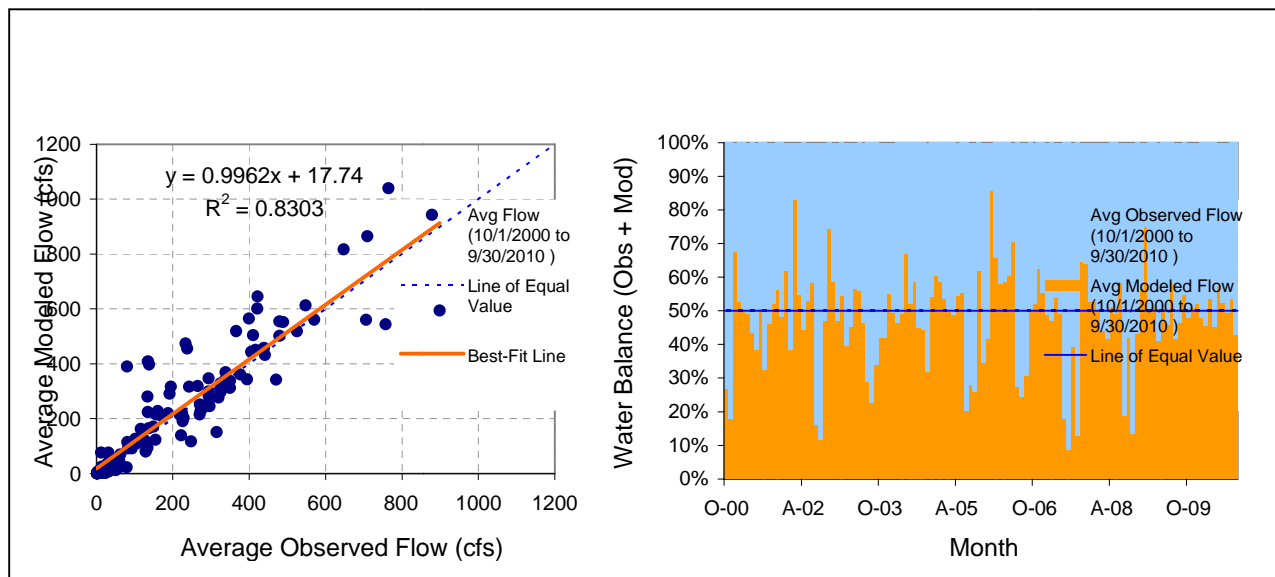 1200
1000
800
600
400
200
0
Average Modeled Flow (cfs)
y = 0.9962x + 17.74
R² = 0.8303
Avg Flow
(10/1/2000 to
9/30/2010 )
Line of Equal
Value
Best-Fit Line
0 200 400 600 800 1000 1200
Average Observed Flow (cfs)
100%
90%
80%
70%
60%
50%
40%
30%
20%
10%
0%
Water Balance (Obs + Mod)
Avg Observed Flow
(10/1/2000 to
9/30/2010 )
Avg Modeled Flow
(10/1/2000 to
9/30/2010 )
Line of Equal Value
O-00 A-02 O-03 A-05 O-06 A-08 O-09
Month